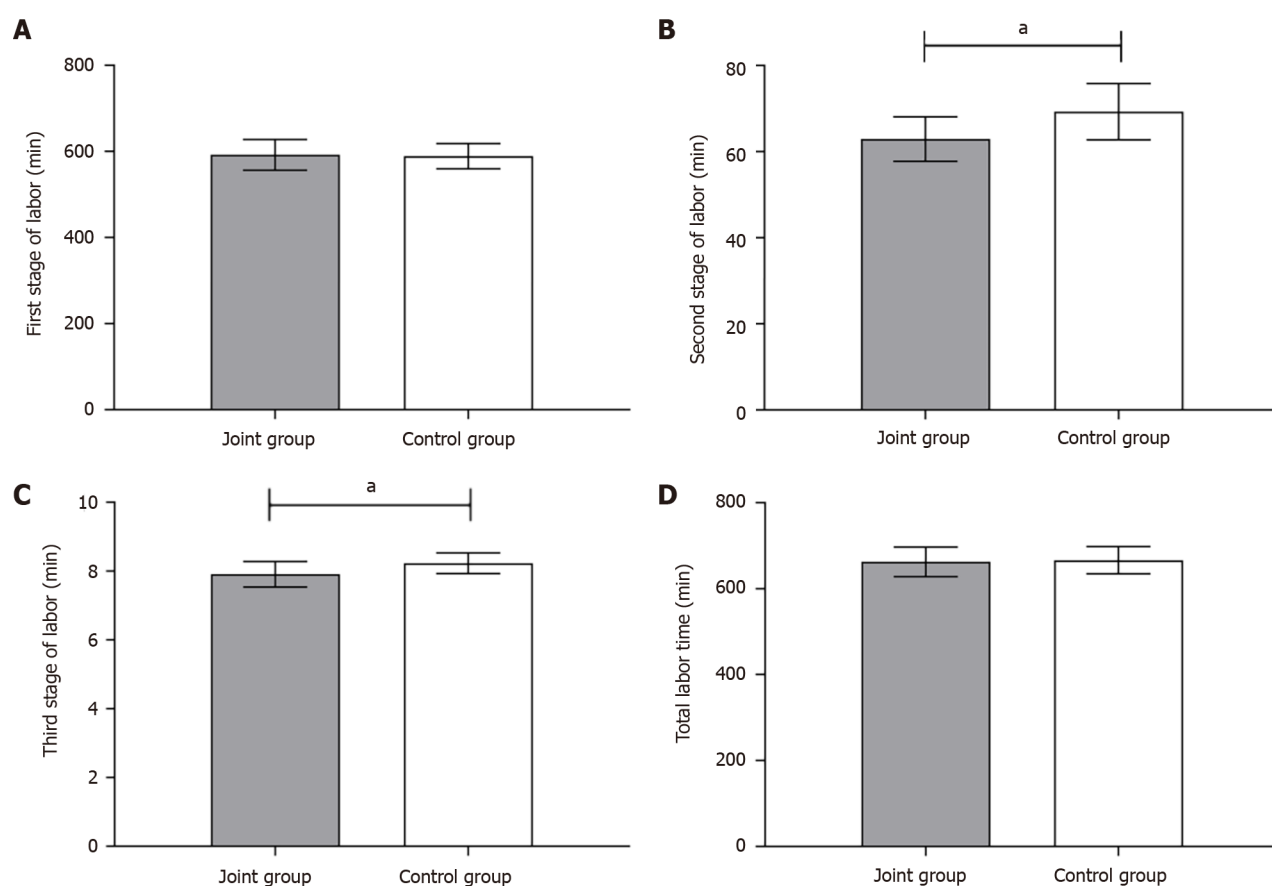 A
First stage of labor (min)
800
600
400
200
0
Joint group
Control group
B
a
Second stage of labor (min)
80
60
40
20
0
Joint group
Control group
C
a
Third stage of labor (min)
10
8
6
4
2
0
Joint group
Control group
D
Total labor time (min)
800
600
400
200
0
Joint group
Control group